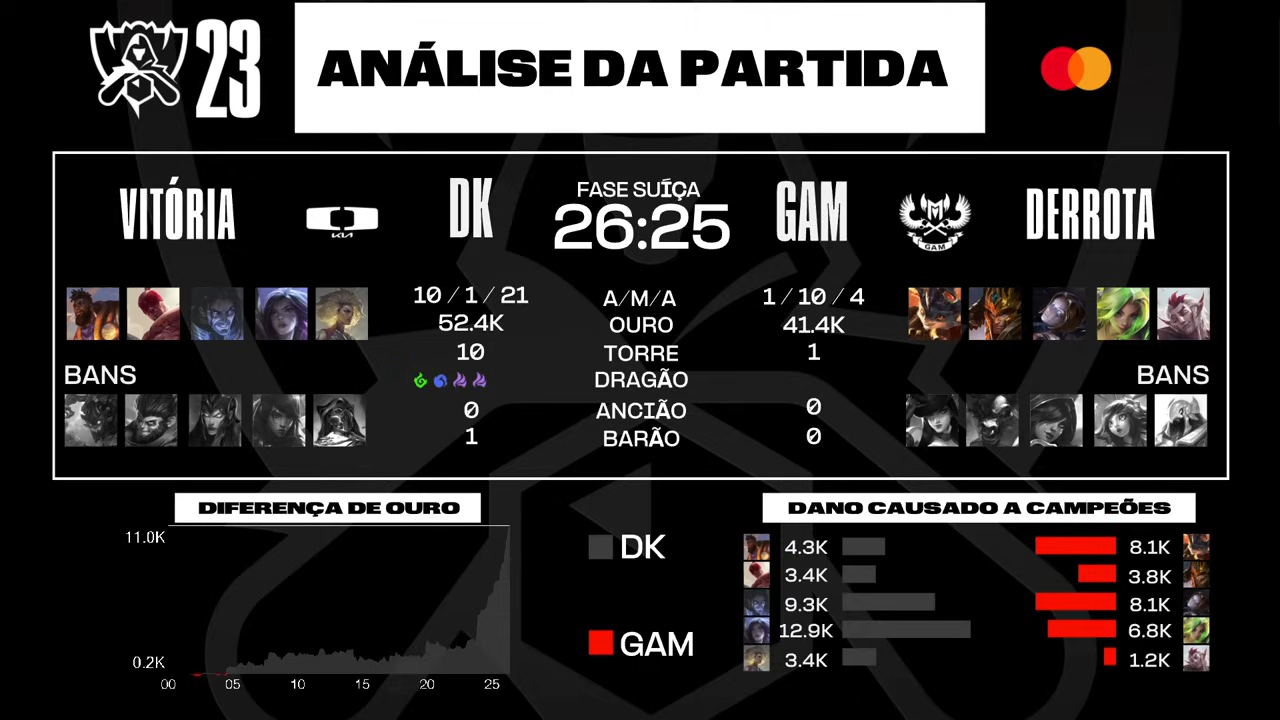 23
ANÁLISE DA PARTIDA
VITÓRIA
KIA
DK
FASE SUÍÇA
26:25
GAM
GAM
DERROTA
10 / 1 / 21
A/M/A
1 / 10 / 4
52.4K
OURO
41.4K
10
TORRE
1
DRAGÃO
BANS
BANS
0
ANCIÃO
0
1
BARÃO
0
DIFERENÇA DE OURO
11.0K
0.2K
00 05 10 15 20 25
DK
GAM
DANO CAUSADO A CAMPEÕES
4.3K
8.1K
3.4K
3.8K
9.3K
8.1K
12.9K
6.8K
3.4K
1.2K